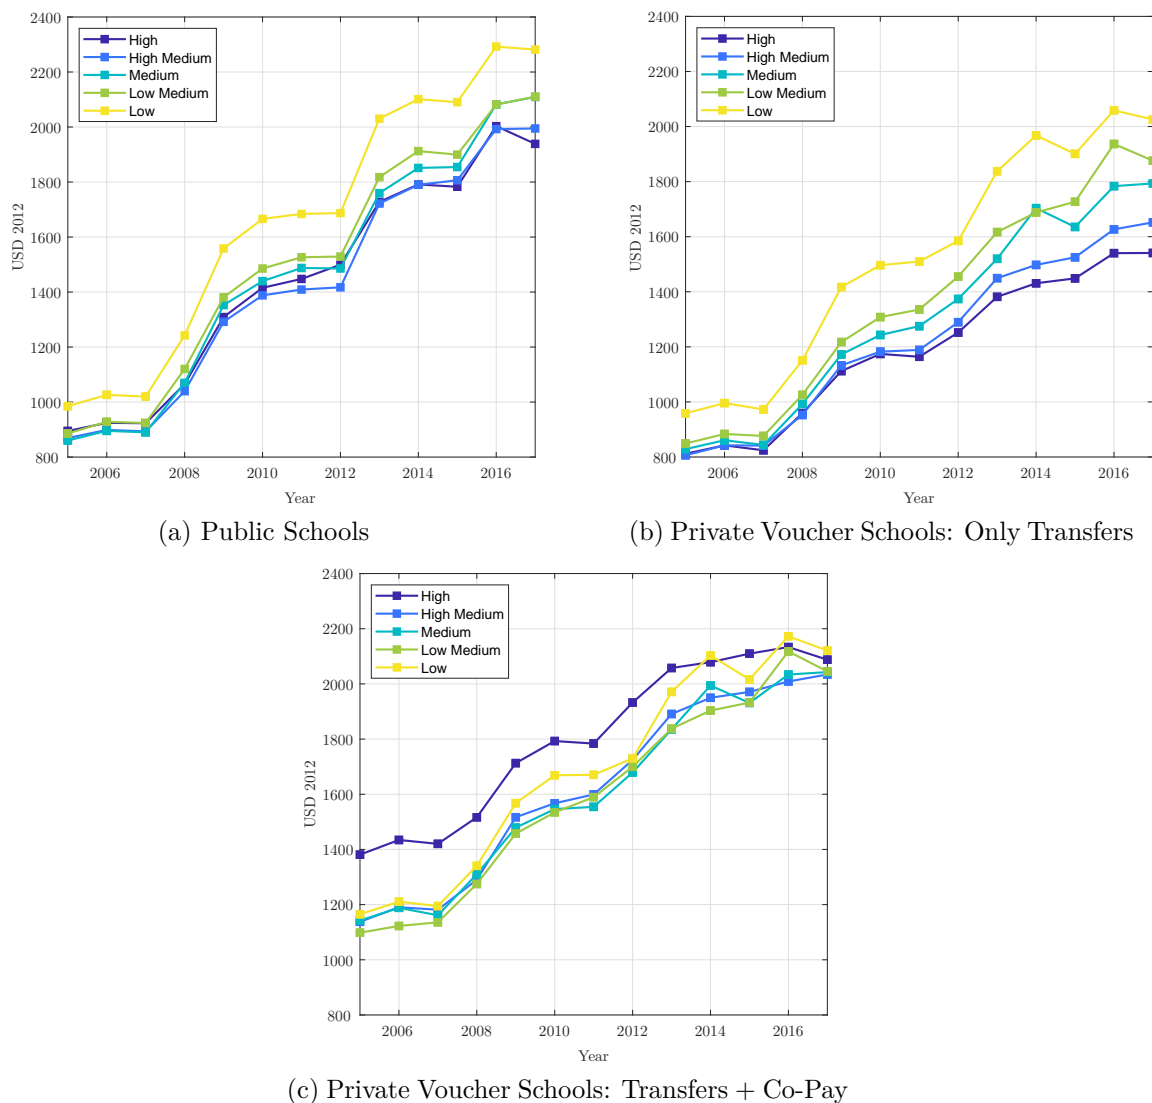 2400
2200
2000
1800
1600
1400
1200
1000
800
USD 2012
High
High Medium
Medium
Low Medium
Low
2006
2008
2010
2012
2014
2016
Year
(a) Public Schools
2400
2200
2000
1800
1600
1400
1200
1000
800
USD 2012
High
High Medium
Medium
Low Medium
Low
2006
2008
2010
2012
2014
2016
Year
(b) Private Voucher Schools: Only Transfers
2400
2200
2000
1800
1600
1400
1200
1000
800
USD 2012
High
High Medium
Medium
Low Medium
Low
2006
2008
2010
2012
2014
2016
Year
(c) Private Voucher Schools: Transfers + Co-Pay